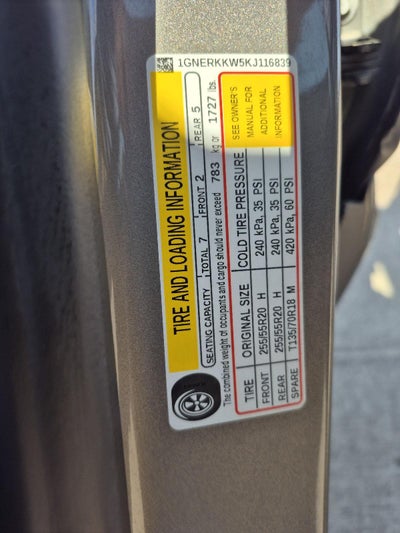 1GNERKKW5KJ116839
TIRE AND LOADING INFORMATION
SEATING CAPACITY TOTAL 7 FRONT 2 REAR 5
The combined weight of occupants and cargo should never exceed 783 kg or 1727 lbs.
TIRE ORIGINAL SIZE COLD TIRE PRESSURE
FRONT 255/55R20 H 240 kPa, 35 PSI
REAR 255/55R20 H 240 kPa, 35 PSI
SPARE T135/70R18 M 420 kPa, 60 PSI
SEE OWNER'S
MANUAL FOR
ADDITIONAL
INFORMATION